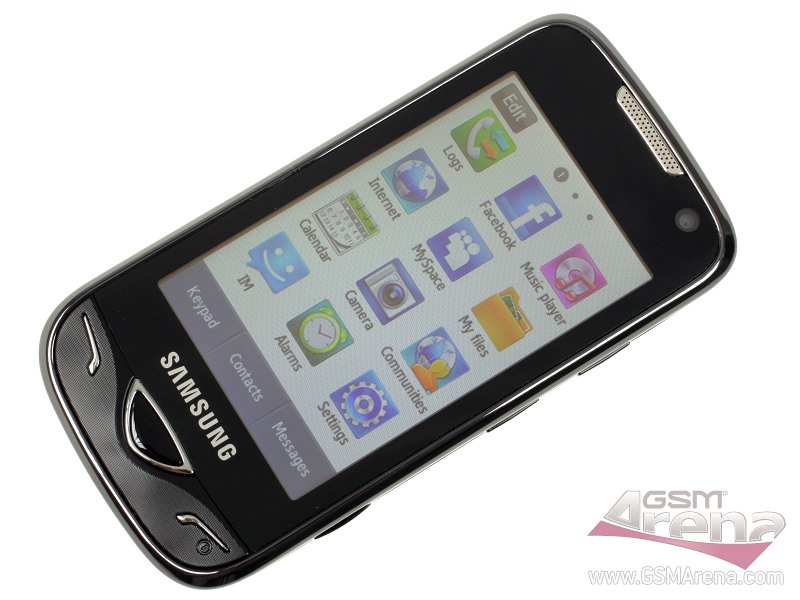 Edit
Logs
Facebook
Music player
Internet
MySpace
My files
Calendar
Camera
Communities
IM
Alarms
Settings
Keypad
Contacts
Messages
SAMSUNG
GSM
Arena
www.GSMArena.com